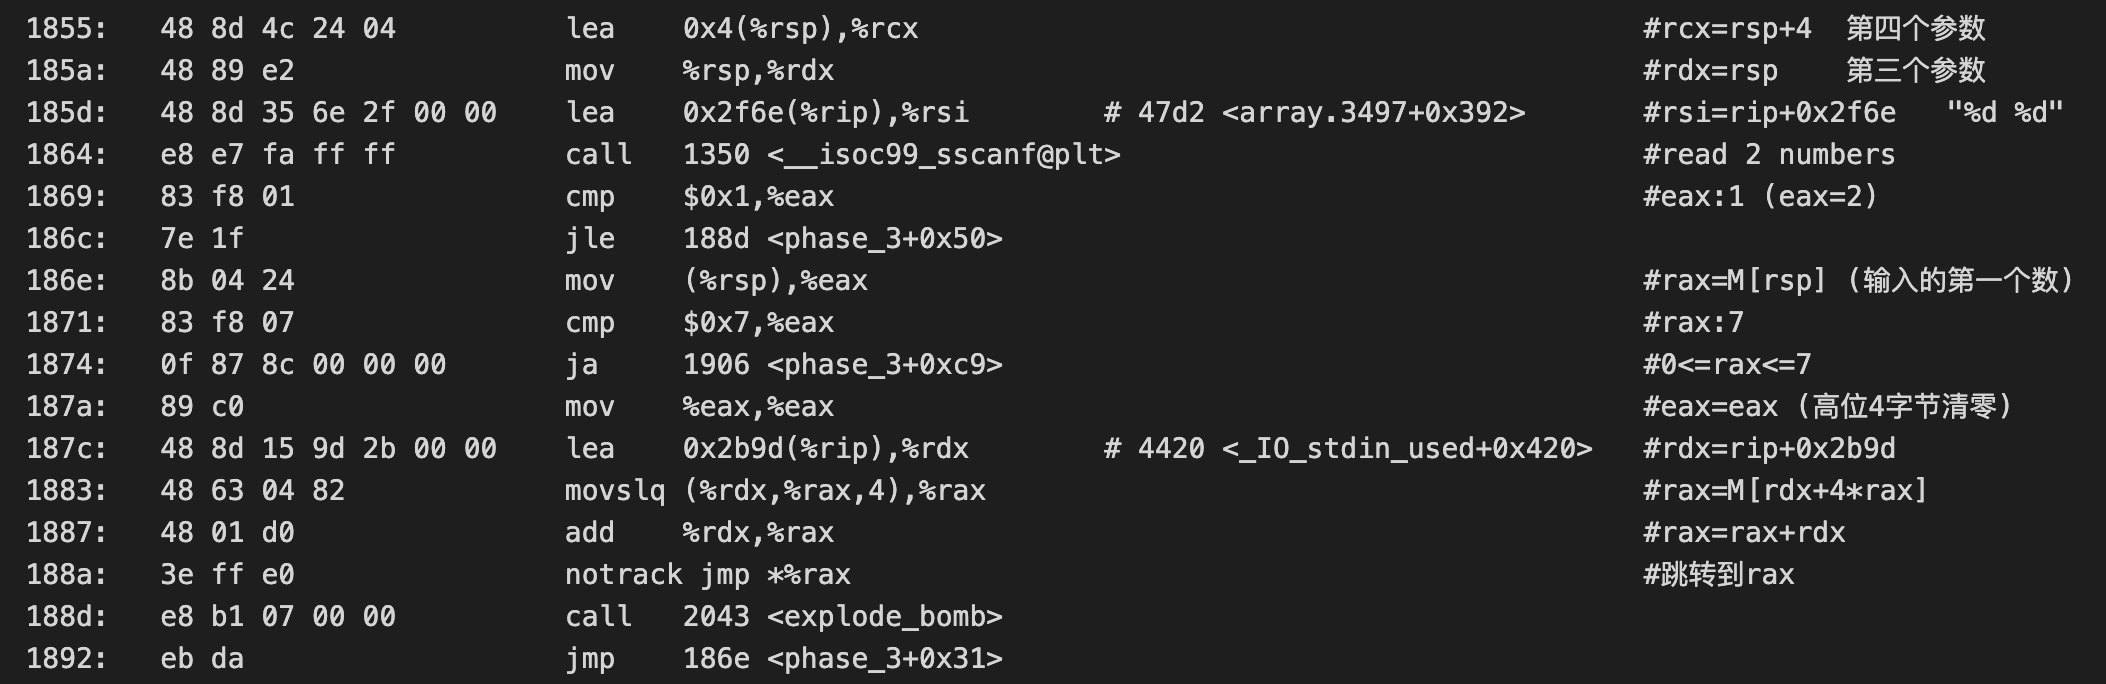 1855:   48 8d 4c 24 04          lea    0x4(%rsp),%rcx                                           #rcx=rsp+4  第四个参数
185a:   48 89 e2                mov    %rsp,%rdx                                                #rdx=rsp    第三个参数
185d:   48 8d 35 6e 2f 00 00    lea    0x2f6e(%rip),%rsi        # 47d2 <array.3497+0x392>       #rsi=rip+0x2f6e   "%d %d"
1864:   e8 e7 fa ff ff          call   1350 <__isoc99_sscanf@plt>                               #read 2 numbers
1869:   83 f8 01                cmp    $0x1,%eax                                                #eax:1 (eax=2)
186c:   7e 1f                   jle    188d <phase_3+0x50>
186e:   8b 04 24                mov    (%rsp),%eax                                              #rax=M[rsp] (输入的第一个数)
1871:   83 f8 07                cmp    $0x7,%eax                                                #rax:7
1874:   0f 87 8c 00 00 00       ja     1906 <phase_3+0xc9>                                      #0<=rax<=7
187a:   89 c0                   mov    %eax,%eax                                                #eax=eax (高位4字节清零)
187c:   48 8d 15 9d 2b 00 00    lea    0x2b9d(%rip),%rdx        # 4420 <_IO_stdin_used+0x420>   #rdx=rip+0x2b9d
1883:   48 63 04 82             movslq (%rdx,%rax,4),%rax                                       #rax=M[rdx+4*rax]
1887:   48 01 d0                add    %rdx,%rax                                                #rax=rax+rdx
188a:   3e ff e0                notrack jmp *%rax                                               #跳转到rax
188d:   e8 b1 07 00 00          call   2043 <explode_bomb>
1892:   eb da                   jmp    186e <phase_3+0x31>